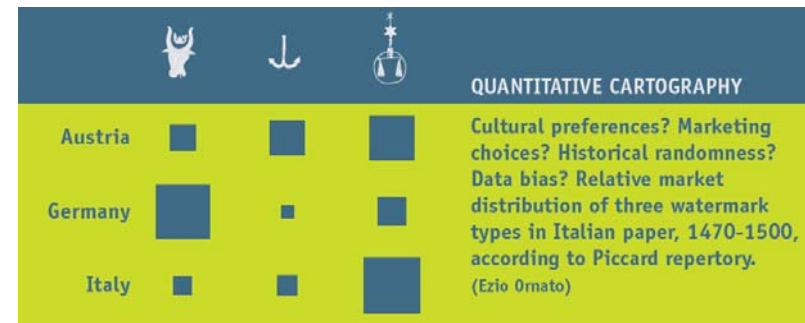 QUANTITATIVE CARTOGRAPHY
Austria
Germany
Italy
Cultural preferences? Marketing
choices? Historical randomness?
Data bias? Relative market
distribution of three watermark
types in Italian paper, 1470-1500,
according to Piccard repertory.
(Ezio Ornato)